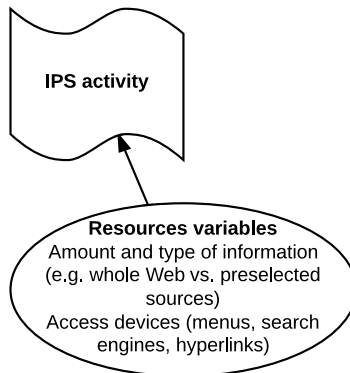 IPS activity
Resources variables
Amount and type of information
(e.g. whole Web vs. preselected
sources)
Access devices (menus, search
engines, hyperlinks)